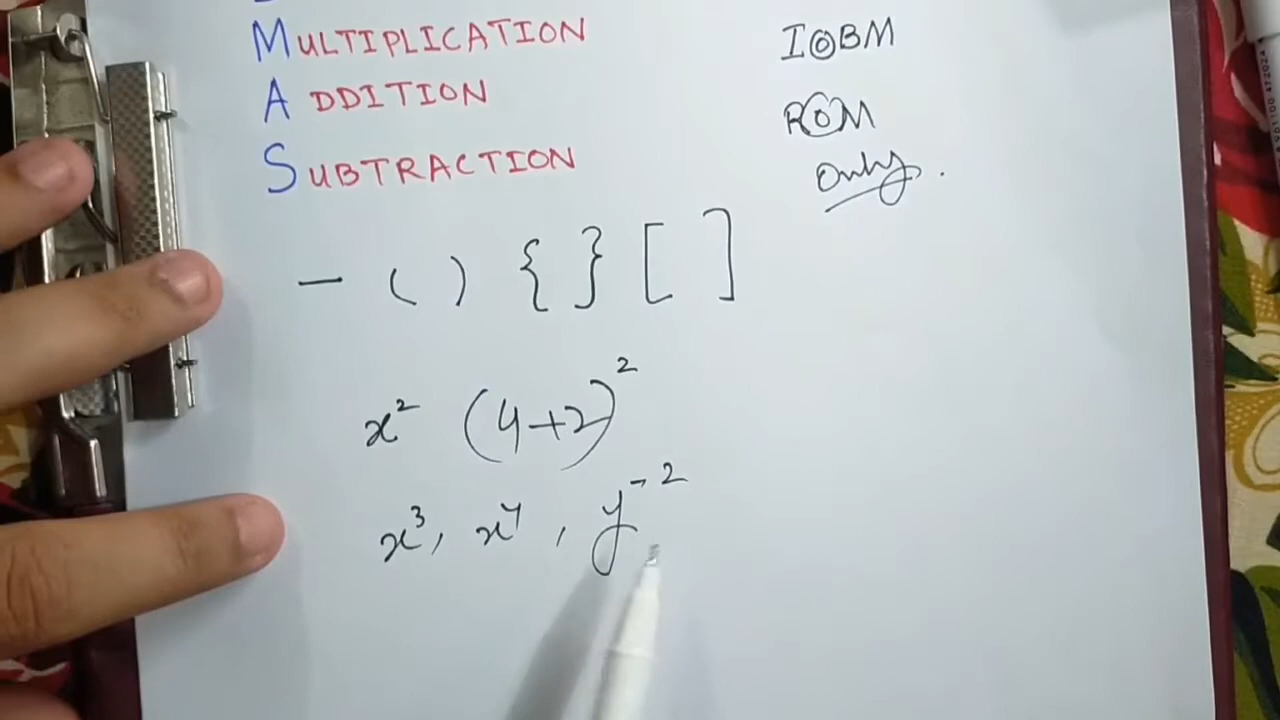 MULTIPLICATION
ADDITION
SUBTRACTION
IOBM
ROM
Only.
– ( ) { } [ ]
x² (4+2)²
x³, x⁴, y⁻²